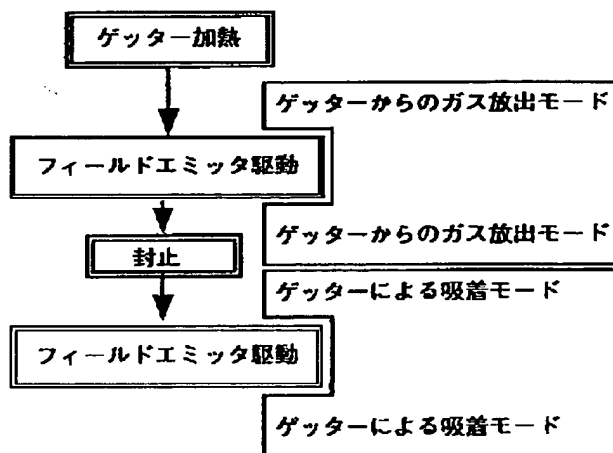 ゲッター加熱
ゲッターからのガス放出モード
フィールドエミッタ駆動
ゲッターからのガス放出モード
封止
ゲッターによる吸着モード
フィールドエミッタ駆動
ゲッターによる吸着モード